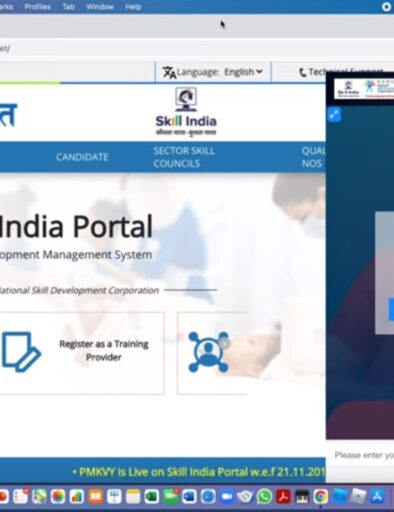 Profiles Tab Window Help
et/
Language: English
Technical Support
त
Skill India
कौशल भारत - कुशल भारत
CANDIDATE
SECTOR SKILL
COUNCILS
NOS
India Portal
opment Management System
ational Skill Development Corporation
Register as a Training
Provider
Please enter yo
• PMKVY is Live on Skill India Portal w.e.f 21.11.201